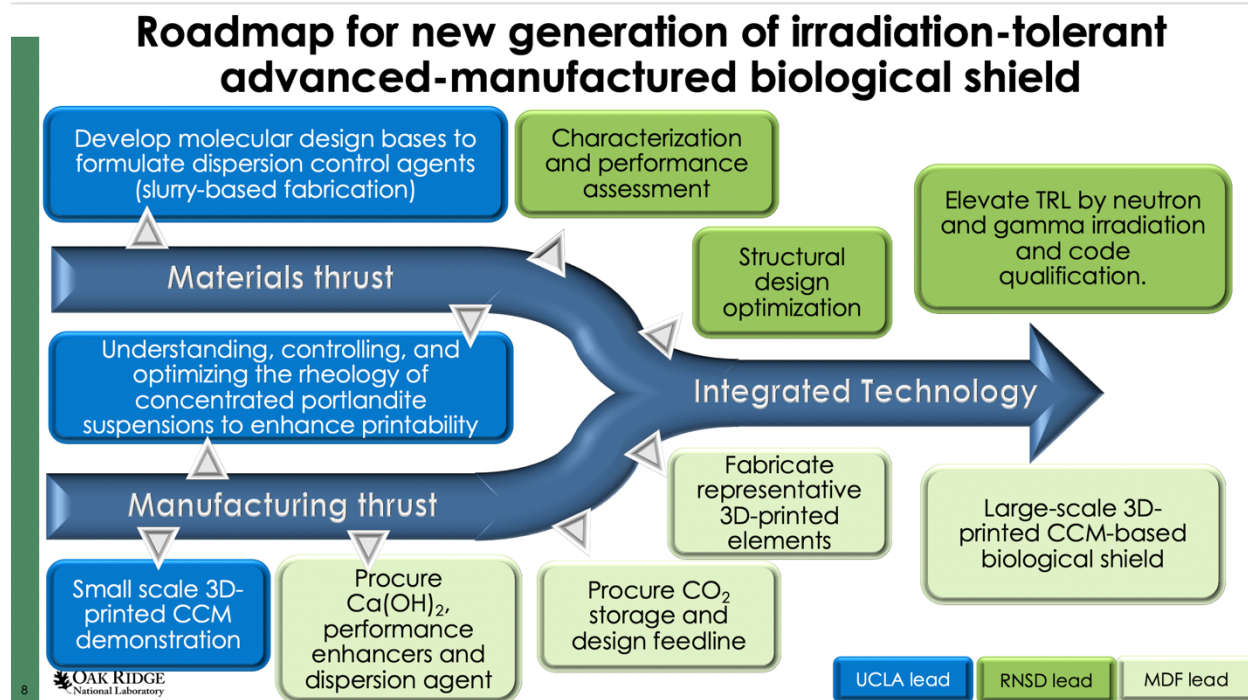 Roadmap for new generation of irradiation-tolerant
advanced-manufactured biological shield
Develop molecular design bases to
formulate dispersion control agents
(slurry-based fabrication)
Characterization
and performance
assessment
Elevate TRL by neutron
and gamma irradiation
and code
qualification.
Structural
design
optimization
Materials thrust
Understanding, controlling, and
optimizing the rheology of
concentrated portlandite
suspensions to enhance printability
Integrated Technology
Manufacturing thrust
Fabricate
representative
3D-printed
elements
Large-scale 3D-
printed CCM-based
biological shield
Small scale 3D-
printed CCM
demonstration
Procure
Ca(OH)₂,
performance
enhancers and
dispersion agent
Procure CO₂
storage and
design feedline
8
OAK RIDGE
National Laboratory
UCLA lead
RNSD lead
MDF lead